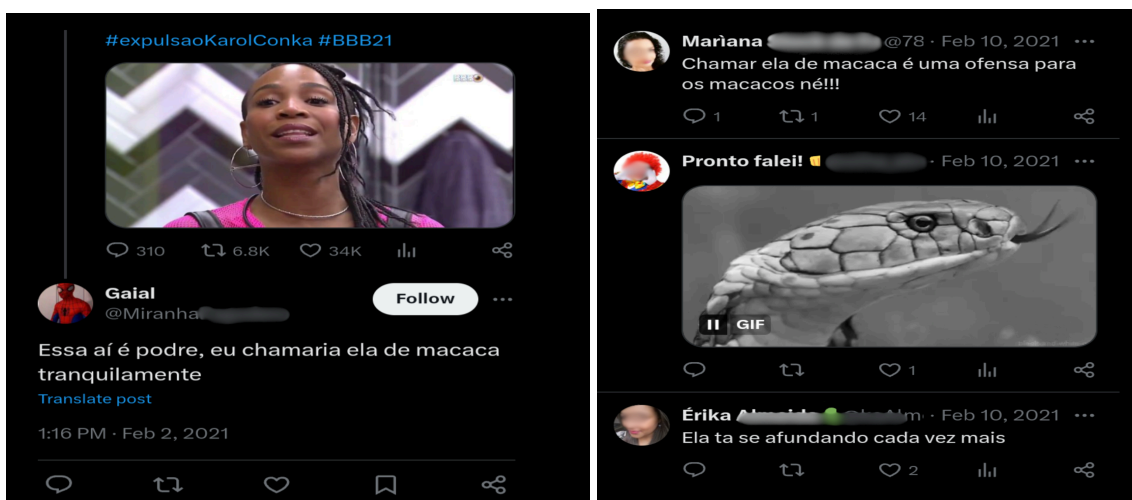 #expulsaoKarolConka #BBB21
310 6.8K 34K
Gaial
@Miranha
Follow
Essa aí é podre, eu chamaria ela de macaca
tranquilamente
Translate post
1:16 PM · Feb 2, 2021
Marìana @78 · Feb 10, 2021
Chamar ela de macaca é uma ofensa para
os macacos né!!!
1 1 14
Pronto falei! · Feb 10, 2021
GIF
1
Érika · Feb 10, 2021
Ela ta se afundando cada vez mais
2